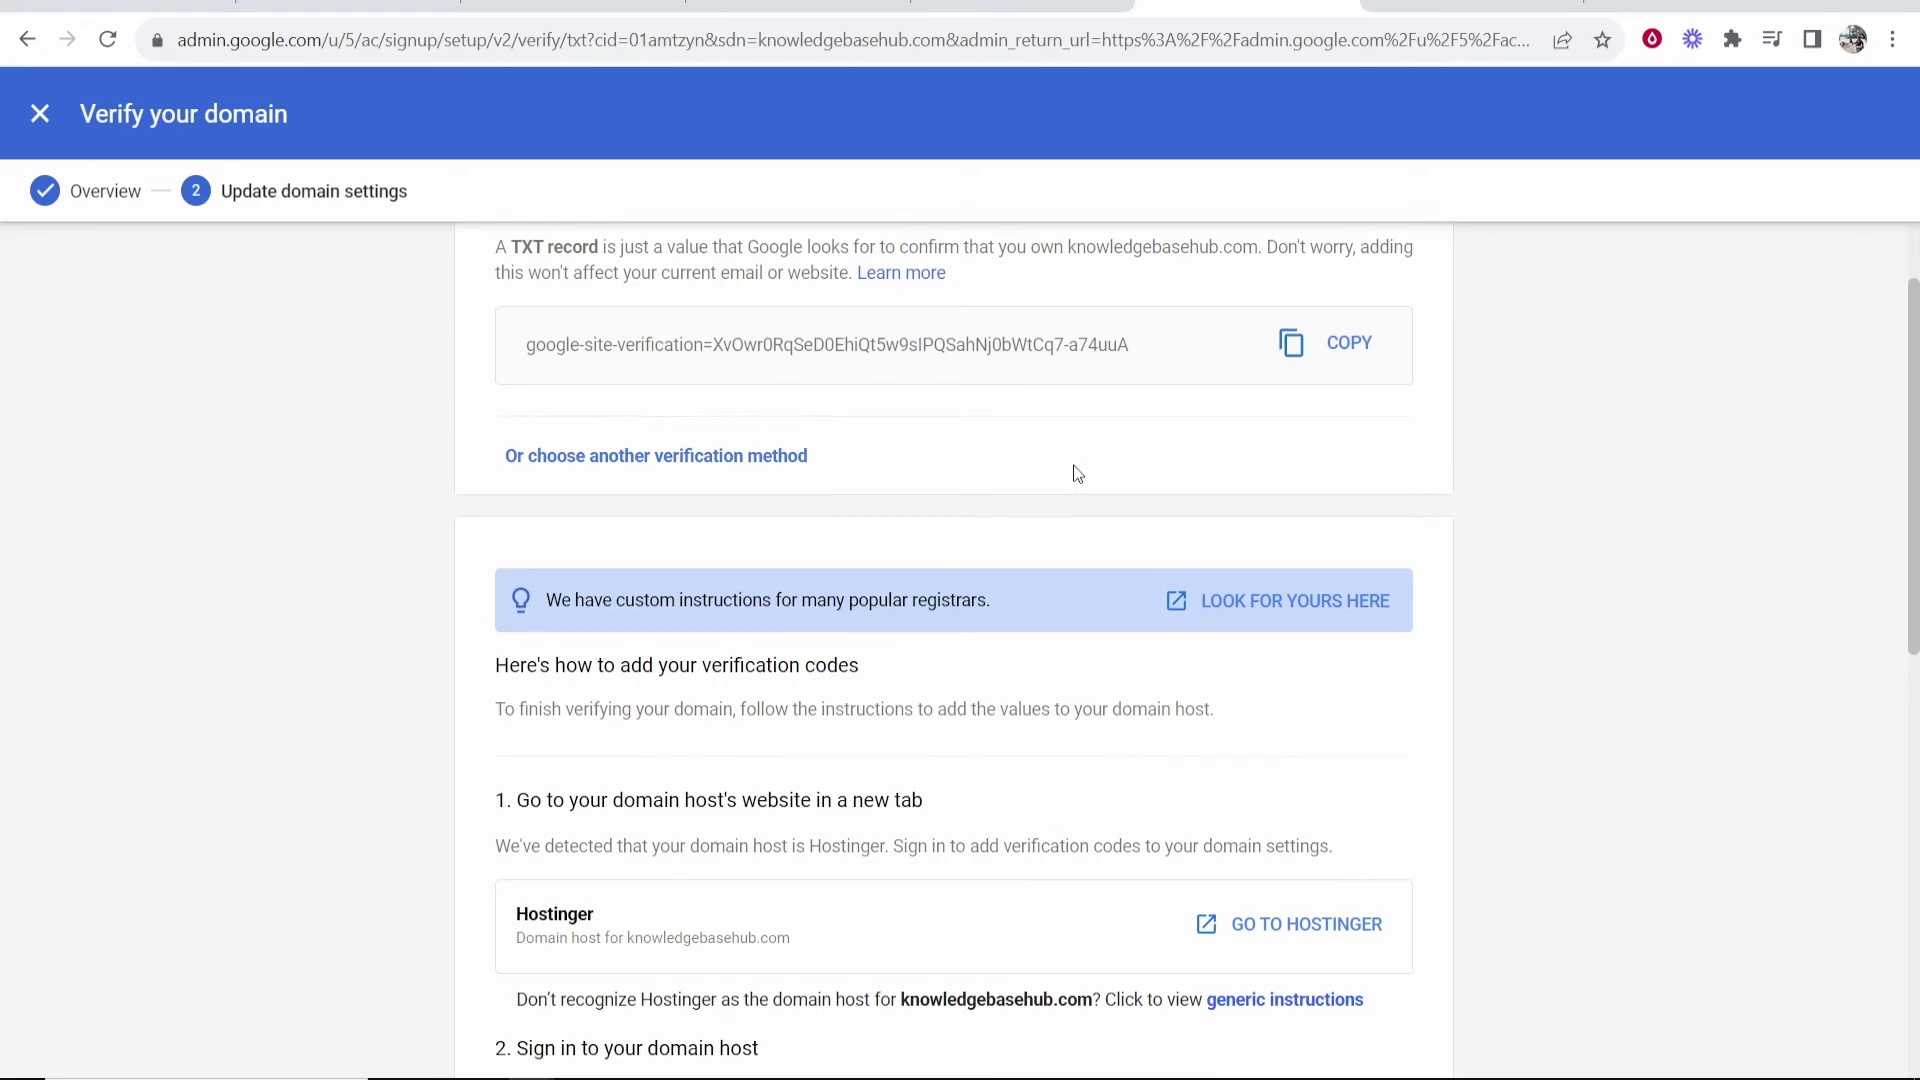 admin.google.com/u/5/ac/signup/setup/v2/verify/txt?cid=01amtzyn&sdn=knowledgebasehub.com&admin_return_url=https%3A%2F%2Fadmin.google.com%2Fu%2F5%2Fac...
Verify your domain
Overview
2 Update domain settings
A TXT record is just a value that Google looks for to confirm that you own knowledgebasehub.com. Don't worry, adding
this won't affect your current email or website. Learn more
google-site-verification=XvOwr0RqSeD0EhiQt5w9sIPQSahNj0bWtCq7-a74uuA
COPY
Or choose another verification method
We have custom instructions for many popular registrars.
LOOK FOR YOURS HERE
Here's how to add your verification codes
To finish verifying your domain, follow the instructions to add the values to your domain host.
1. Go to your domain host's website in a new tab
We've detected that your domain host is Hostinger. Sign in to add verification codes to your domain settings.
Hostinger
Domain host for knowledgebasehub.com
GO TO HOSTINGER
Don't recognize Hostinger as the domain host for knowledgebasehub.com? Click to view generic instructions
2. Sign in to your domain host